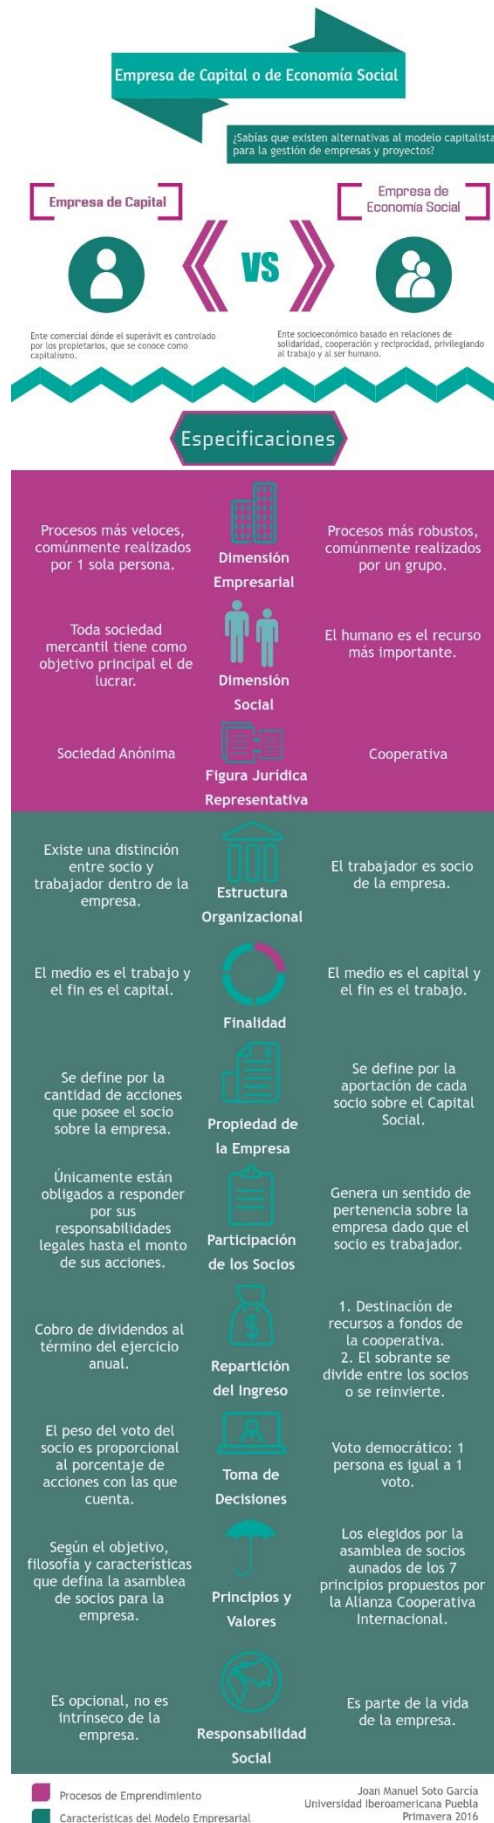 Empresa de Capital o de Economía Social
¿Sabías que existen alternativas al modelo capitalista
para la gestión de empresas y proyectos?
Empresa de Capital
VS
Empresa de
Economía Social
Ente comercial dónde el superávit es controlado
por los propietarios, que se conoce como
capitalismo.
Ente socioeconómico basado en relaciones de
solidaridad, cooperación y reciprocidad, privilegiando
al trabajo y al ser humano.
Especificaciones
Procesos más veloces,
comúnmente realizados
por 1 sola persona.
Dimensión
Empresarial
Procesos más robustos,
comúnmente realizados
por un grupo.
Toda sociedad
mercantil tiene como
objetivo principal el de
lucrar.
Dimensión
Social
El humano es el recurso
más importante.
Sociedad Anónima
Figura Jurídica
Representativa
Cooperativa
Existe una distinción
entre socio y
trabajador dentro de la
empresa.
Estructura
Organizacional
El trabajador es socio
de la empresa.
El medio es el trabajo y
el fin es el capital.
Finalidad
El medio es el capital y
el fin es el trabajo.
Se define por la
cantidad de acciones
que posee el socio
sobre la empresa.
Propiedad de
la Empresa
Se define por la
aportación de cada
socio sobre el Capital
Social.
Únicamente están
obligados a responder
por sus
responsabilidades
legales hasta el monto
de sus acciones.
Participación
de los Socios
Genera un sentido de
pertenencia sobre la
empresa dado que el
socio es trabajador.
Cobro de dividendos al
término del ejercicio
anual.
$
Repartición
del Ingreso
1. Destinación de
recursos a fondos de
la cooperativa.
2. El sobrante se
divide entre los socios
o se reinvierte.
El peso del voto del
socio es proporcional
al porcentaje de
acciones con las que
cuenta.
Toma de
Decisiones
Voto democrático: 1
persona es igual a 1
voto.
Según el objetivo,
filosofía y características
que defina la asamblea
de socios para la
empresa.
Principios y
Valores
Los elegidos por la
asamblea de socios
aunados de los 7
principios propuestos por
la Alianza Cooperativa
Internacional.
Es opcional, no es
intrínseco de la
empresa.
Responsabilidad
Social
Es parte de la vida
de la empresa.
Procesos de Emprendimiento
Características del Modelo Empresarial
Joan Manuel Soto García
Universidad Iberoamericana Puebla
Primavera 2016